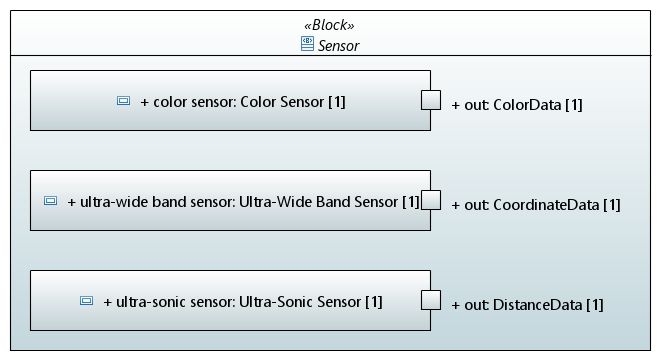 «Block»
Sensor
+ color sensor: Color Sensor [1]
+ out: ColorData [1]
+ ultra-wide band sensor: Ultra-Wide Band Sensor [1]
+ out: CoordinateData [1]
+ ultra-sonic sensor: Ultra-Sonic Sensor [1]
+ out: DistanceData [1]